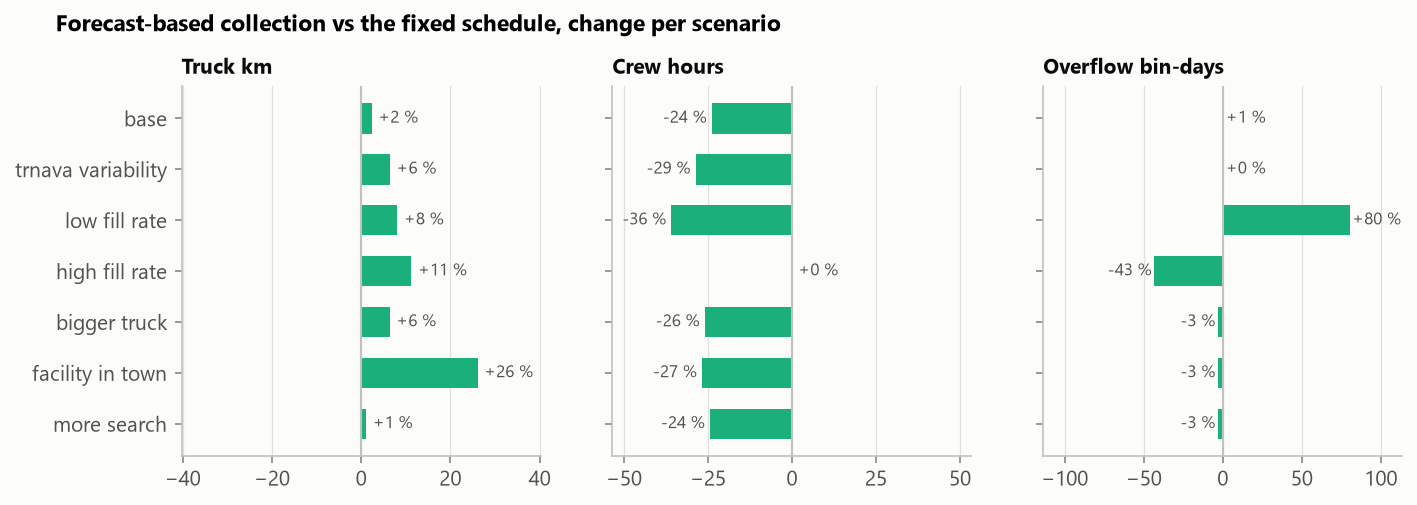 Forecast-based collection vs the fixed schedule, change per scenario
Truck km
Crew hours
Overflow bin-days
base
+2 %
-24 %
+1 %
trnava variability
+6 %
-29 %
+0 %
low fill rate
+8 %
-36 %
+80 %
high fill rate
+11 %
+0 %
-43 %
bigger truck
+6 %
-26 %
-3 %
facility in town
+26 %
-27 %
-3 %
more search
+1 %
-24 %
-3 %
−40 −20 0 20 40
−50 −25 0 25 50
−100 −50 0 50 100